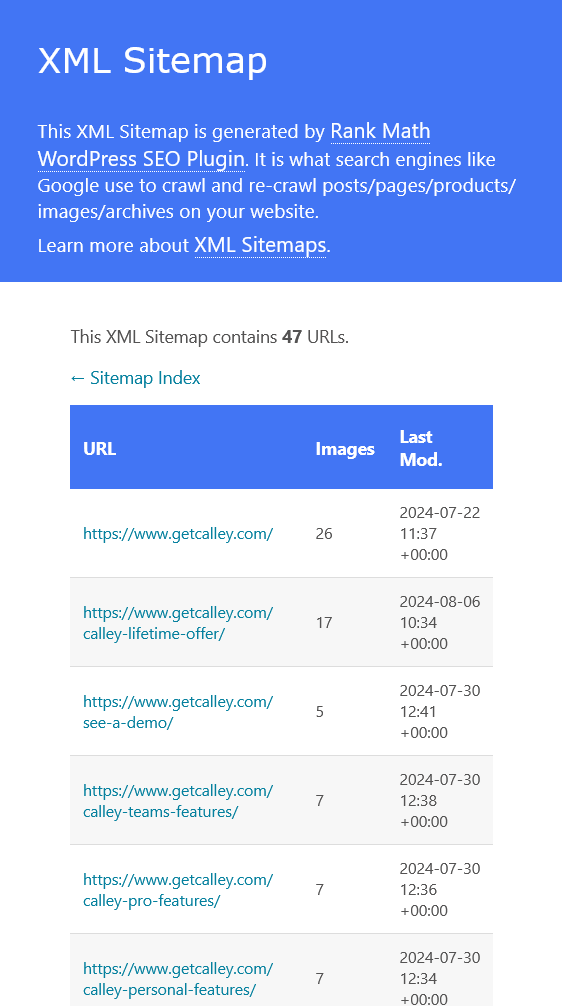 XML Sitemap
This XML Sitemap is generated by Rank Math
WordPress SEO Plugin. It is what search engines like
Google use to crawl and re-crawl posts/pages/products/
images/archives on your website.
Learn more about XML Sitemaps.
This XML Sitemap contains 47 URLs.
← Sitemap Index
URL Images Last
Mod.
https://www.getcalley.com/ 26 2024-07-22
11:37
+00:00
https://www.getcalley.com/
calley-lifetime-offer/ 17 2024-08-06
10:34
+00:00
https://www.getcalley.com/
see-a-demo/ 5 2024-07-30
12:41
+00:00
https://www.getcalley.com/
calley-teams-features/ 7 2024-07-30
12:38
+00:00
https://www.getcalley.com/
calley-pro-features/ 7 2024-07-30
12:36
+00:00
https://www.getcalley.com/
calley-personal-features/ 7 2024-07-30
12:34
+00:00